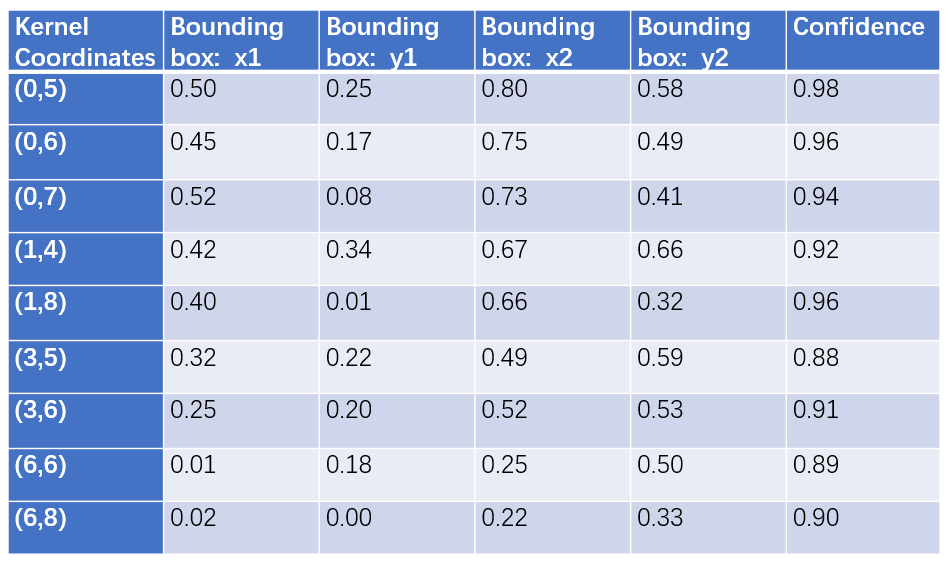 Kernel Coordinates Bounding box: x1 Bounding box: y1 Bounding box: x2 Bounding box: y2 Confidence
(0,5) 0.50 0.25 0.80 0.58 0.98
(0,6) 0.45 0.17 0.75 0.49 0.96
(0,7) 0.52 0.08 0.73 0.41 0.94
(1,4) 0.42 0.34 0.67 0.66 0.92
(1,8) 0.40 0.01 0.66 0.32 0.96
(3,5) 0.32 0.22 0.49 0.59 0.88
(3,6) 0.25 0.20 0.52 0.53 0.91
(6,6) 0.01 0.18 0.25 0.50 0.89
(6,8) 0.02 0.00 0.22 0.33 0.90